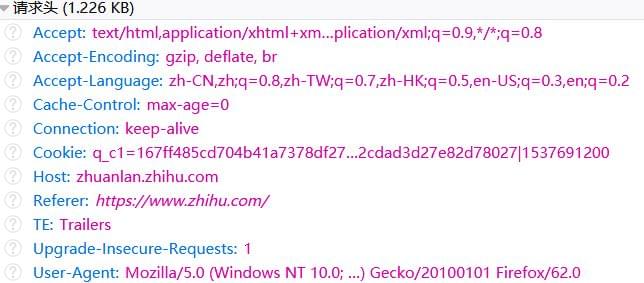 请求头 (1.226 KB)
Accept: text/html,application/xhtml+xm...plication/xml;q=0.9,*/*;q=0.8
Accept-Encoding: gzip, deflate, br
Accept-Language: zh-CN,zh;q=0.8,zh-TW;q=0.7,zh-HK;q=0.5,en-US;q=0.3,en;q=0.2
Cache-Control: max-age=0
Connection: keep-alive
Cookie: q_c1=167ff485cd704b41a7378df27...2cdad3d27e82d78027|1537691200
Host: zhuanlan.zhihu.com
Referer: https://www.zhihu.com/
TE: Trailers
Upgrade-Insecure-Requests: 1
User-Agent: Mozilla/5.0 (Windows NT 10.0; ...) Gecko/20100101 Firefox/62.0